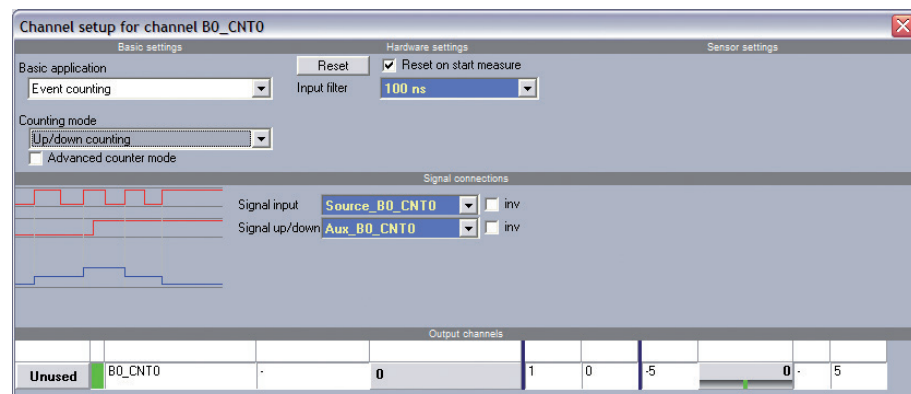 Channel setup for channel B0_CNT0
Basic settings Hardware settings Sensor settings
Basic application Reset Reset on start measure
Event counting Input filter 100 ns
Counting mode
Up/down counting
Advanced counter mode
Signal connections
Signal input Source_B0_CNT0 inv
Signal up/down Aux_B0_CNT0 inv
Output channels
Unused B0_CNT0 - 0 1 0 -5 0 - 5